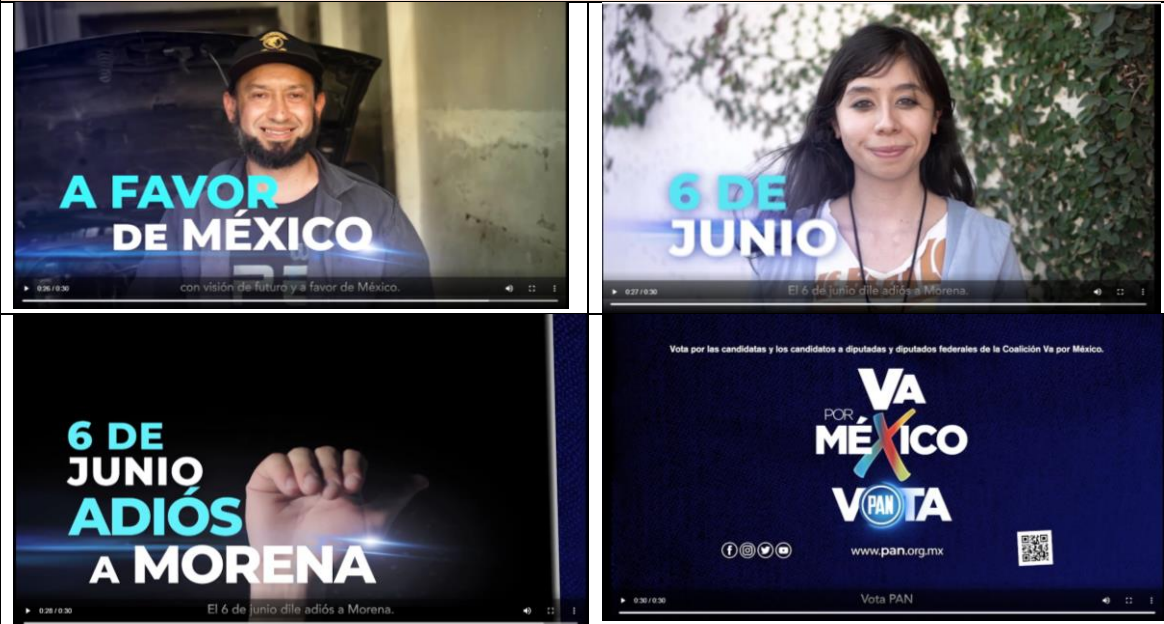 A FAVOR
DE MÉXICO
con visión de futuro y a favor de México.
0:26 / 0:30
6 DE
JUNIO
El 6 de junio dile adiós a Morena.
0:27 / 0:30
6 DE
JUNIO
ADIÓS
A MORENA
El 6 de junio dile adiós a Morena.
0:28 / 0:30
Vota por las candidatas y los candidatos a diputadas y diputados federales de la Coalición Va por México.
VA
POR
MÉXICO
VOTA
PAN
www.pan.org.mx
Vota PAN
0:30 / 0:30